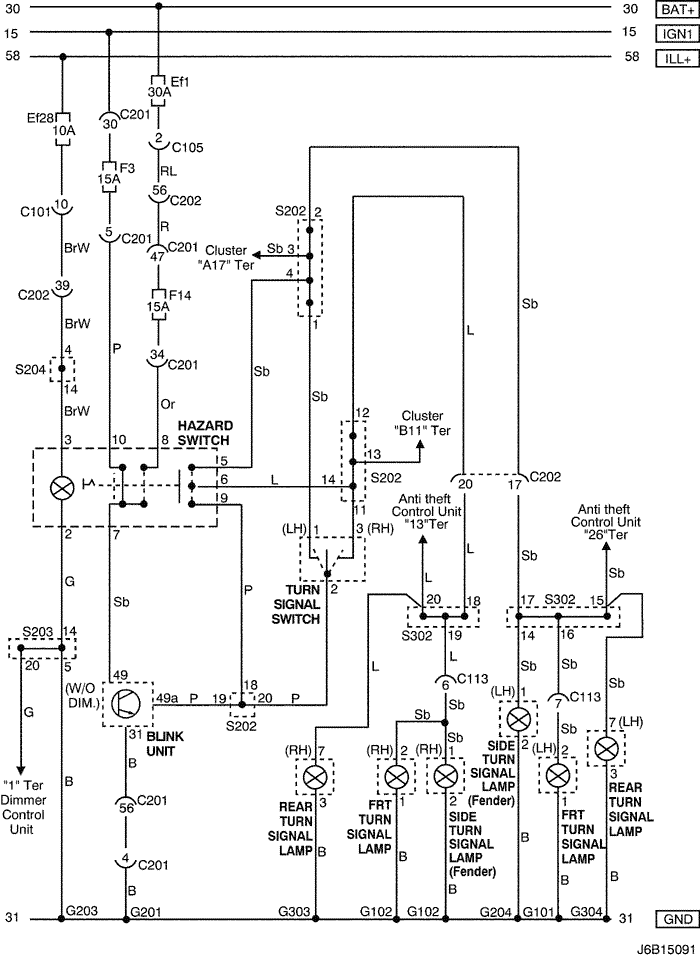 30
30
BAT+
15
15
IGN1
58
58
ILL+
Ef1
30A
Ef28
10A
C201
30
2
C105
F3
15A
RL
56
C202
10
C101
5
C201
R
C201
47
S202
2
Cluster
"A17" Ter
Sb
3
4
1
BrW
39
C202
F14
15A
BrW
P
34
C201
Sb
Sb
L
Sb
S204
4
14
BrW
Or
3
10
8
HAZARD
SWITCH
5
6
9
L
14
12
13
S202
11
Cluster
"B11" Ter
20
17
C202
Anti theft
Control Unit
"13"Ter
Anti theft
Control Unit
"26"Ter
2
7
(LH)
1
3
(RH)
2
TURN
SIGNAL
SWITCH
G
Sb
P
L
L
Sb
Sb
S203
14
20
5
20
18
S302
19
17
S302
15
14
16
49
(W/O
DIM.)
49a
P
19
18
20
P
S202
31
BLINK
UNIT
G
L
L
C113
6
Sb
Sb
Sb
Sb
Sb
(LH)
1
2
C113
7
Sb
7
(LH)
3
"1" Ter
Dimmer
Control
Unit
B
B
56
C201
4
C201
B
(RH)
7
3
REAR
TURN
SIGNAL
LAMP
B
(RH)
2
1
FRT
TURN
SIGNAL
LAMP
B
(RH)
1
2
SIDE
TURN
SIGNAL
LAMP
(Fender)
B
SIDE
TURN
SIGNAL
LAMP
(Fender)
B
(LH)
2
1
FRT
TURN
SIGNAL
LAMP
B
REAR
TURN
SIGNAL
LAMP
B
31
G203
G201
G303
G102
G102
G204
G101
G304
31
GND
J6B15091